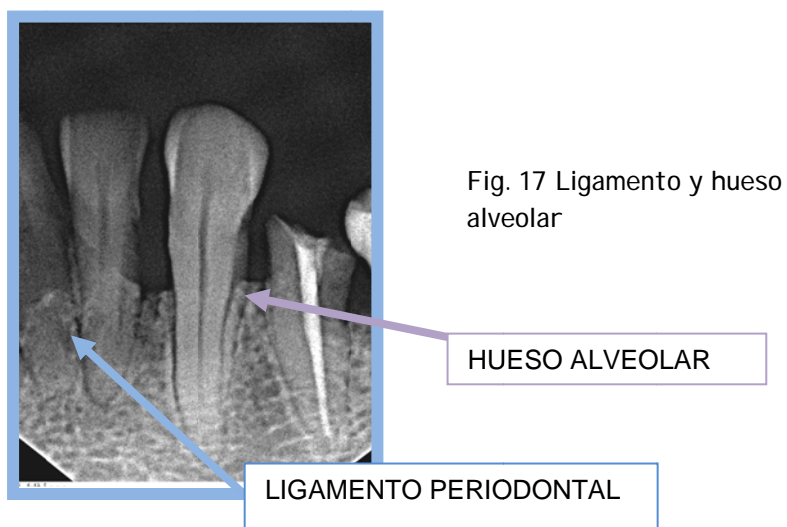 Fig. 17 Ligamento y hueso
alveolar
HUESO ALVEOLAR
LIGAMENTO PERIODONTAL